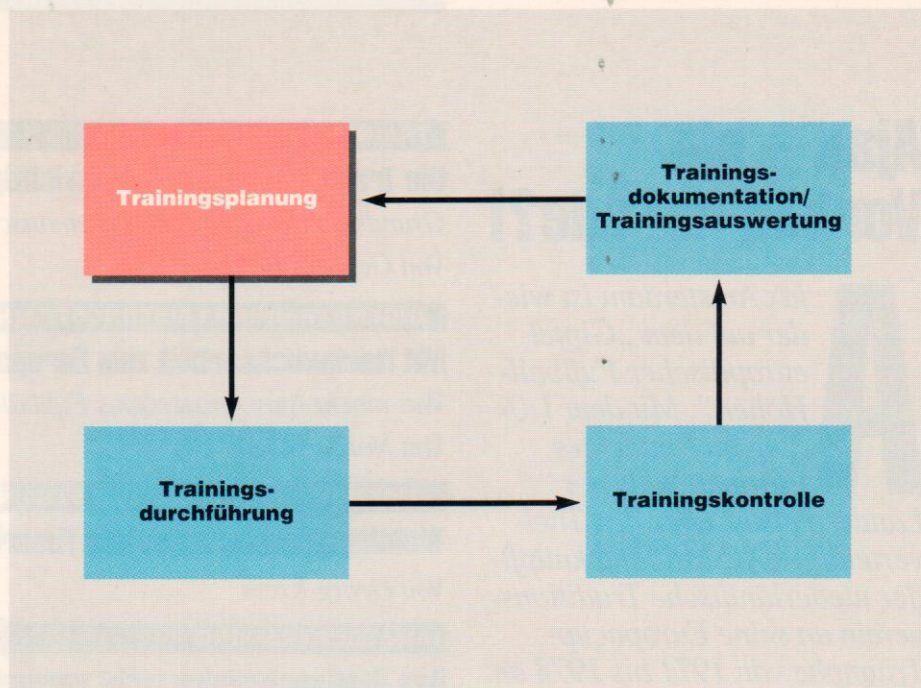 Trainingsplanung
Trainings-
dokumentation/
Trainingsauswertung
Trainings-
durchführung
Trainingskontrolle